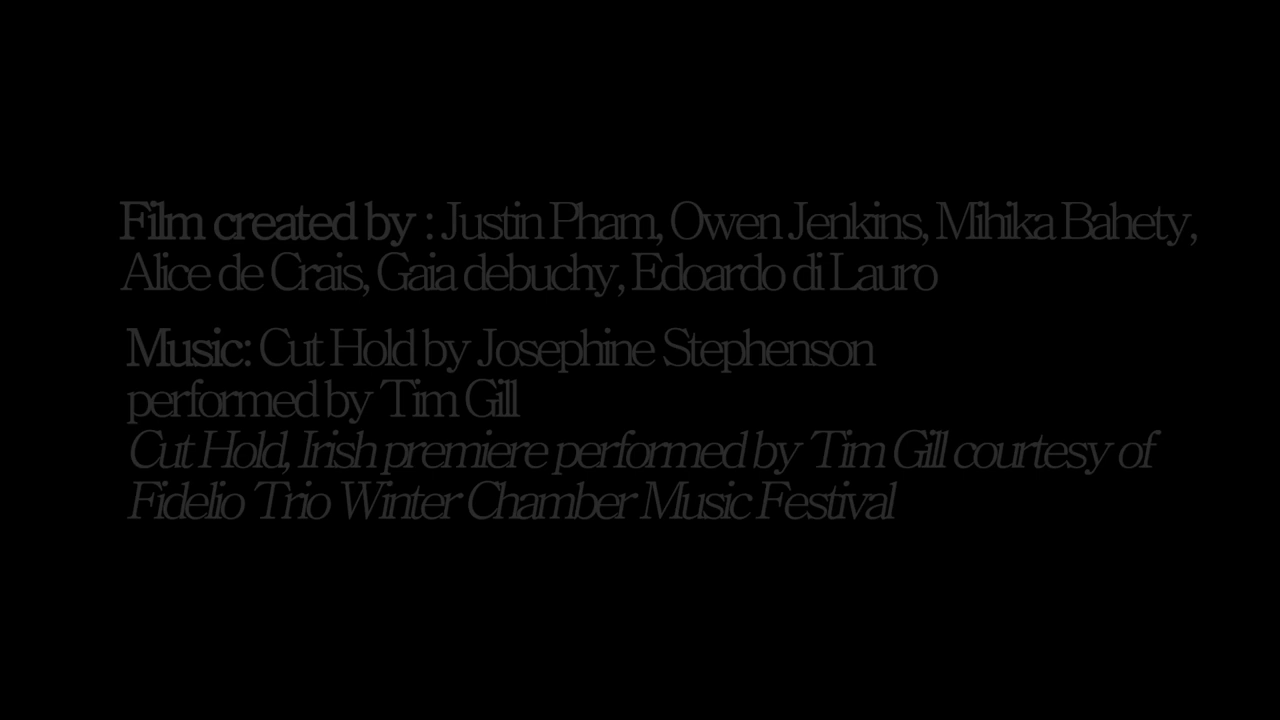 Film created by : Justin Pham, Owen Jenkins, Mihika Bahety,
Alice de Crais, Gaia debuchy, Edoardo di Lauro
Music: Cut Hold by Josephine Stephenson
performed by Tim Gill
Cut Hold, Irish premiere performed by Tim Gill courtesy of
Fidelio Trio Winter Chamber Music Festival